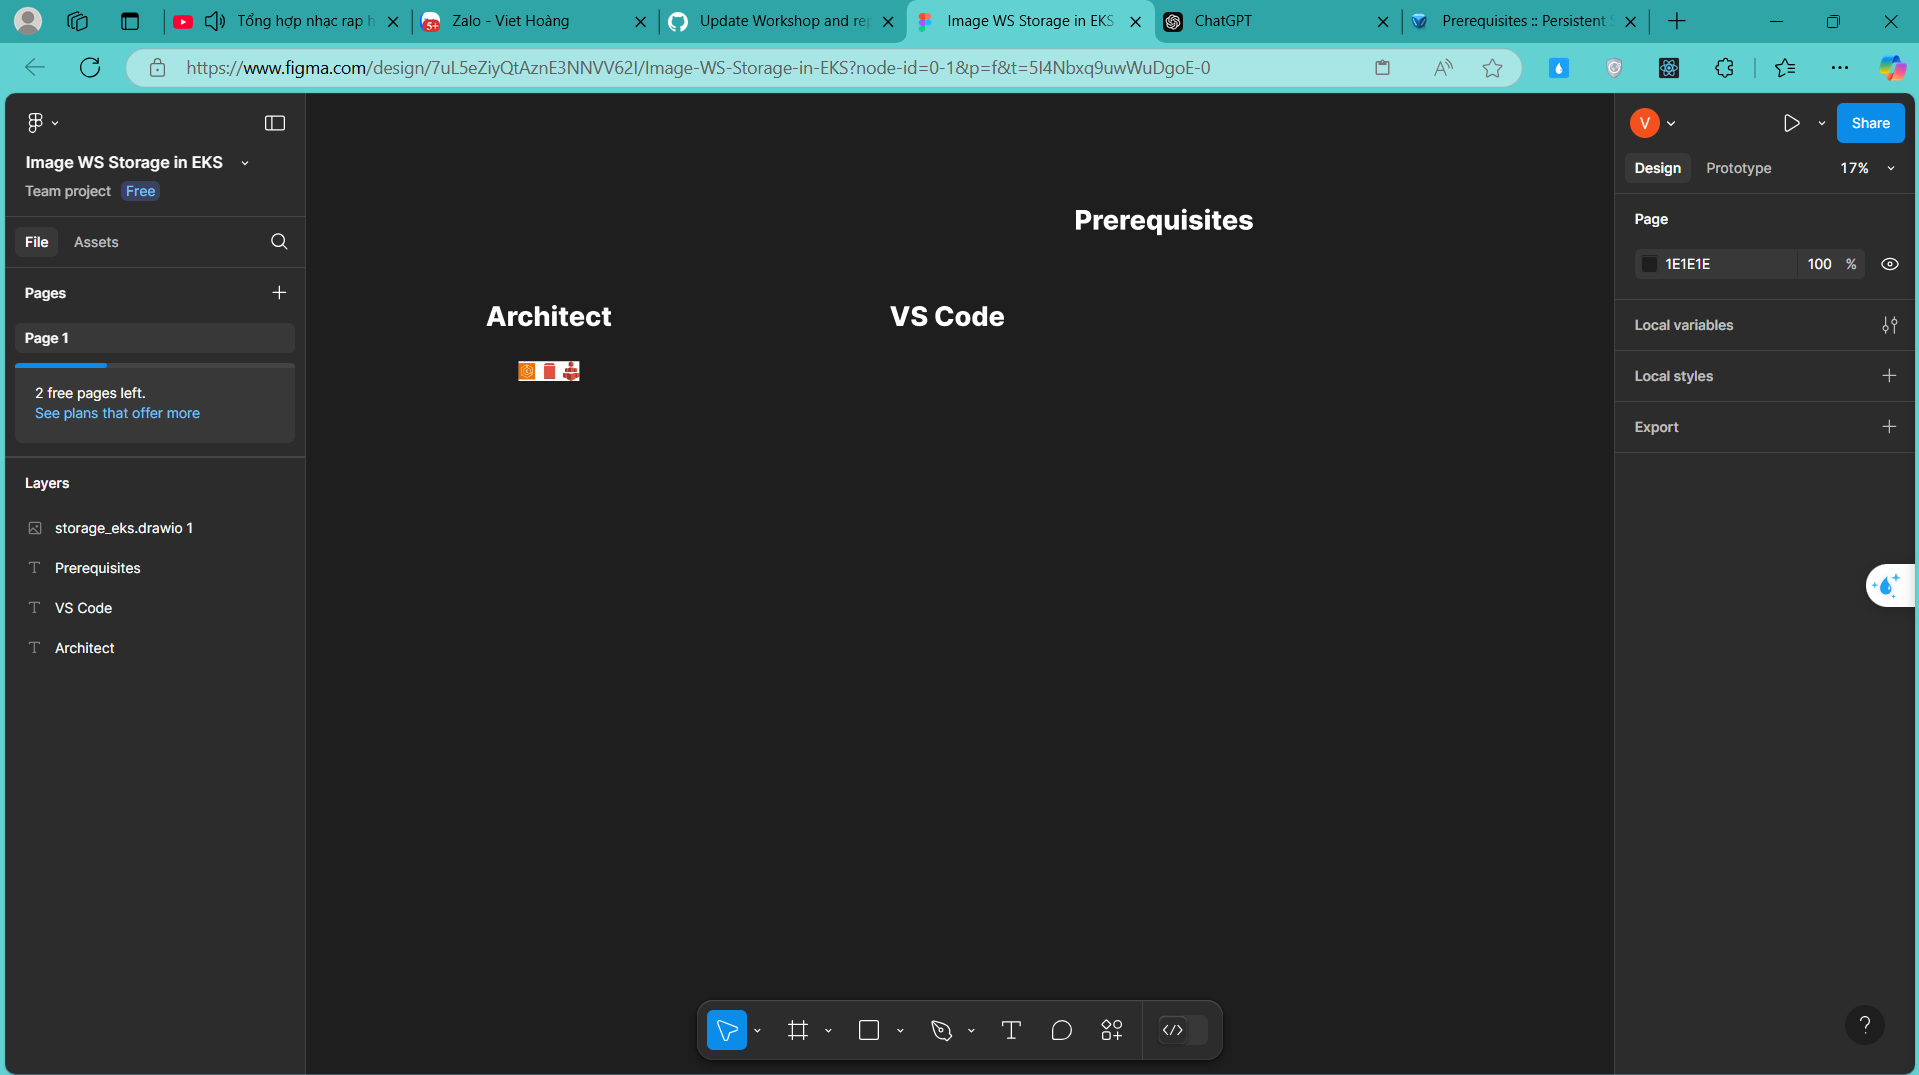 Tổng hợp nhạc rap h
Zalo - Viet Hoàng
5+
Update Workshop and rep
Image WS Storage in EKS
ChatGPT
Prerequisites :: Persistent S
https://www.figma.com/design/7uL5eZiyQtAznE3NNVV62I/Image-WS-Storage-in-EKS?node-id=0-1&p=f&t=5I4Nbxq9uwWuDgoE-0
Image WS Storage in EKS
Team project Free
File Assets
Pages
Page 1
2 free pages left.
See plans that offer more
Layers
storage_eks.drawio 1
Prerequisites
VS Code
Architect
Prerequisites
Architect
VS Code
V
Share
Design Prototype 17%
Page
1E1E1E 100 %
Local variables
Local styles
Export
?